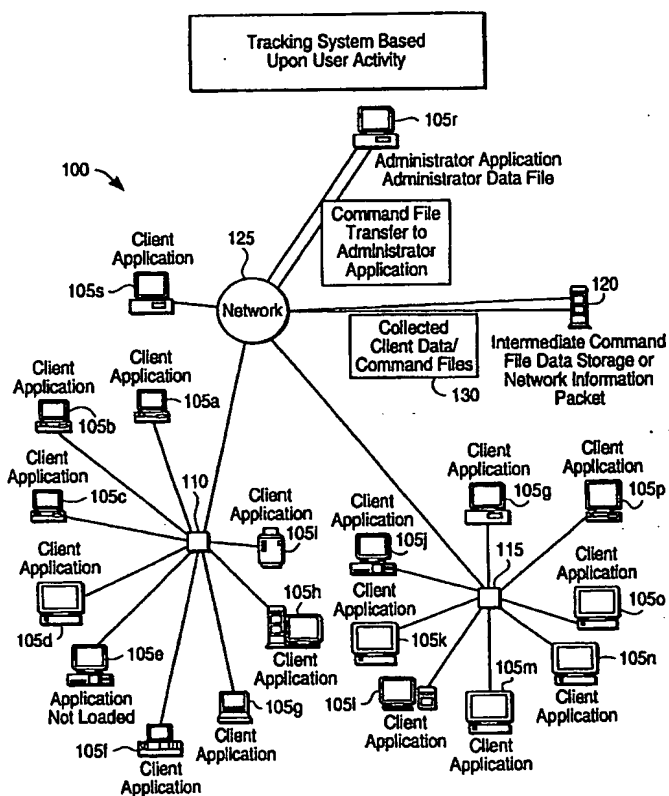 Tracking System Based
Upon User Activity
105r
Administrator Application
Administrator Data File
100
Command File
Transfer to
Administrator
Application
125
Client
Application
105s
Network
120
Collected
Client Data/
Command Files
130
Intermediate Command
File Data Storage or
Network Information
Packet
Client
Application
105b
Client
Application
105a
Client
Application
105c
110
Client
Application
105i
Client
Application
105d
105h
Client
Application
105e
Application
Not Loaded
105g
Client
Application
105f
Client
Application
Client
Application
105g
Client
Application
105p
Client
Application
105j
115
Client
Application
105o
Client
Application
105k
105n
Client
Application
105l
Client
Application
105m
Client
Application